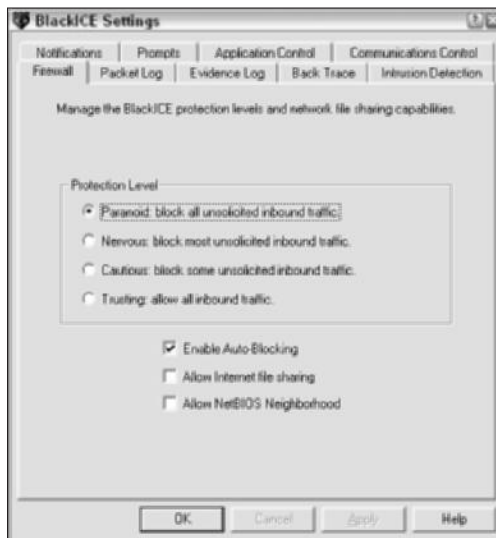 BlackICE Settings
Notifications Prompts Application Control Communications Control
Firewall Packet Log Evidence Log Back Trace Intrusion Detection
Manage the BlackICE protection levels and network file sharing capabilities.
Protection Level
Paranoid: block all unsolicited inbound traffic.
Nervous: block most unsolicited inbound traffic.
Cautious: block some unsolicited inbound traffic.
Trusting: allow all inbound traffic.
Enable Auto-Blocking
Allow Internet file sharing
Allow NetBIOS Neighborhood
OK Cancel Apply Help